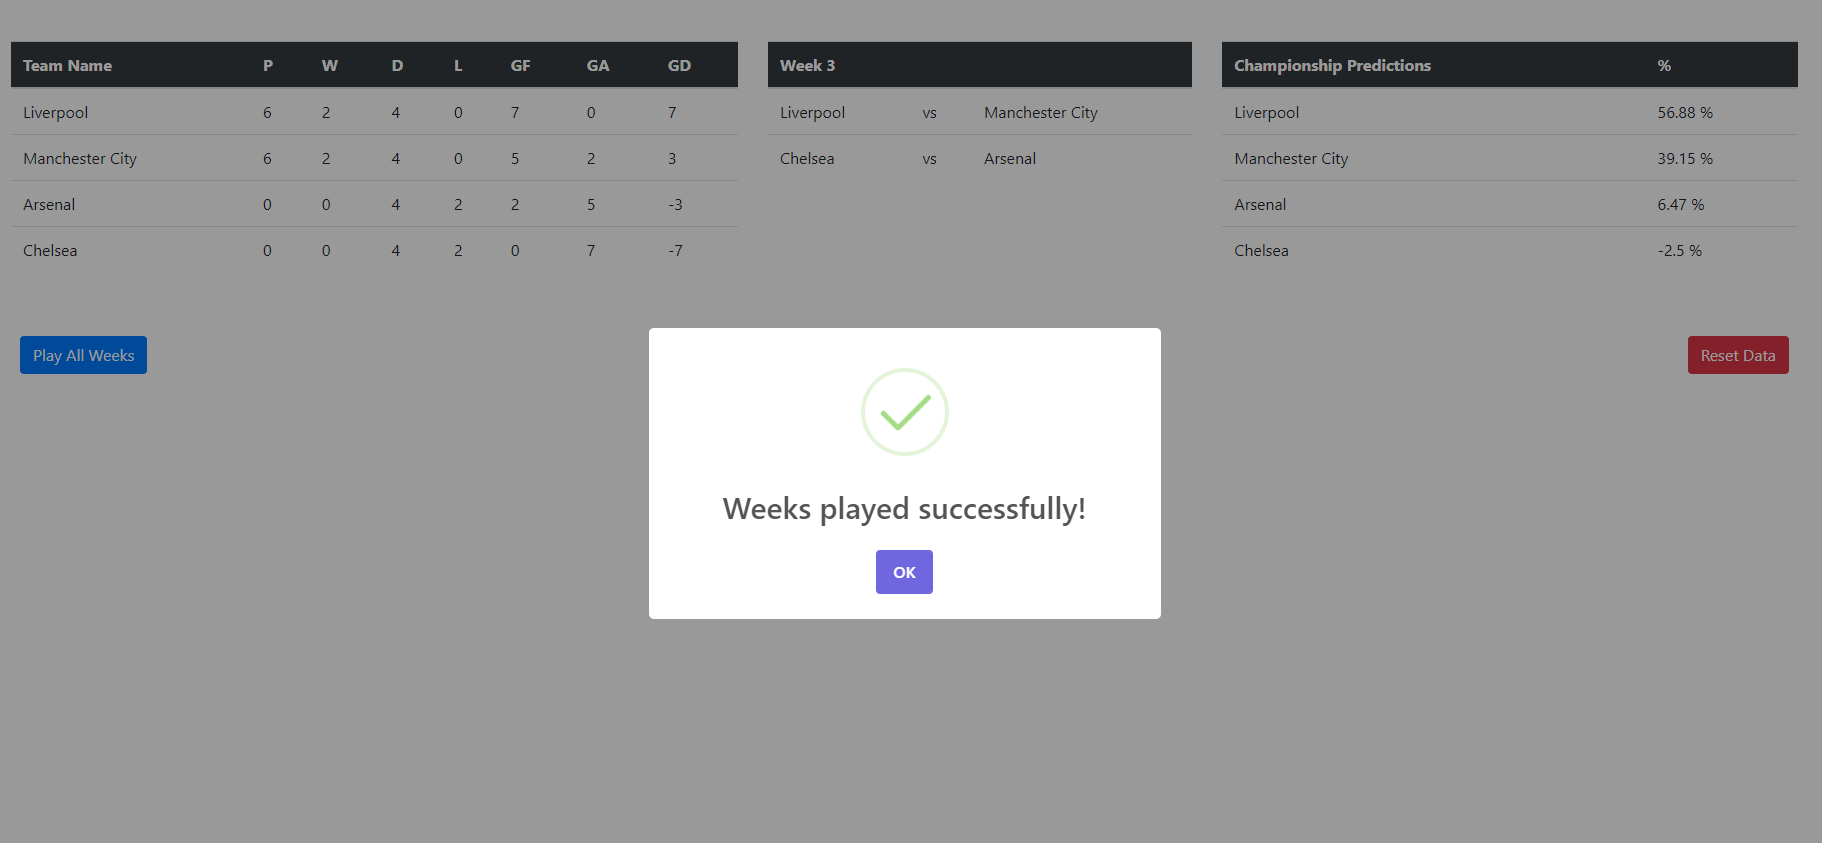 Team Name P W D L GF GA GD
Liverpool 6 2 4 0 7 0 7
Manchester City 6 2 4 0 5 2 3
Arsenal 0 0 4 2 2 5 -3
Chelsea 0 0 4 2 0 7 -7
Week 3
Liverpool vs Manchester City
Chelsea vs Arsenal
Championship Predictions %
Liverpool 56.88 %
Manchester City 39.15 %
Arsenal 6.47 %
Chelsea -2.5 %
Play All Weeks
Reset Data
Weeks played successfully!
OK